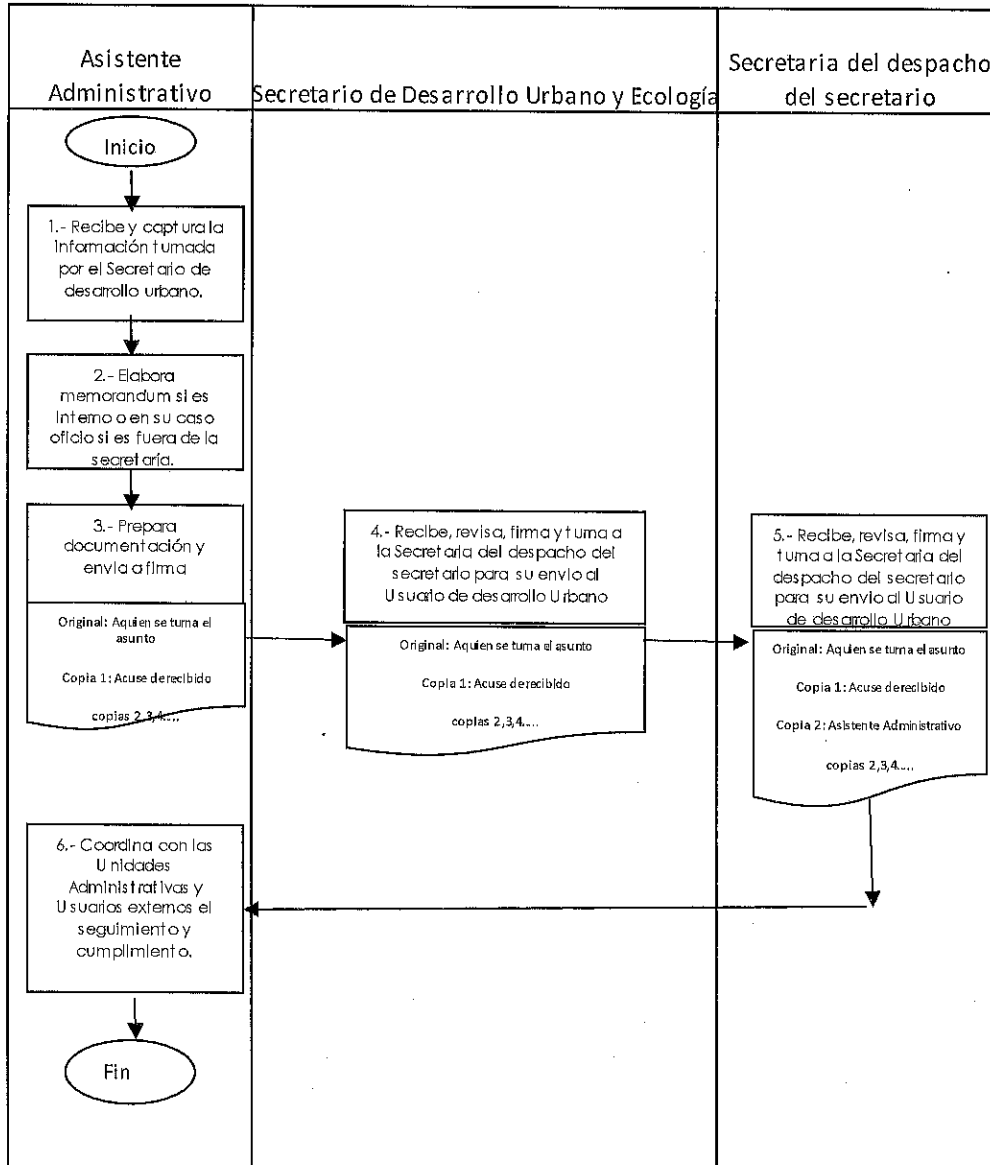 Asistente
Administrativo
Secretario de Desarrollo Urbano y Ecología
Secretaria del despacho
del secretario
Inicio
1.- Recibe y captura la
información turnada
por el Secretario de
desarrollo urbano.
2.- Elabora
memorandum si es
interno o en su caso
oficio si es fuera de la
secretaría.
3.- Prepara
documentación y
envia a firma
Original: Aquien se turna el
asunto
Copia 1: Acuse de recibido
copias 2,3,4....
4.- Recibe, revisa, firma y turna a
la Secretaria del despacho del
secretario para su envio al
Usuario de desarrollo Urbano
Original: Aquien se turna el asunto
Copia 1: Acuse de recibido
copias 2,3,4....
5.- Recibe, revisa, firma y
turna a la Secretaria del
despacho del secretario
para su envio al Usuario
de desarrollo Urbano
Original: Aquien se turna el asunto
Copia 1: Acuse de recibido
Copia 2: Asistente Administrativo
copias 2,3,4....
6.- Coordina con las
Unidades
Administrativas y
Usuarios externos el
seguimiento y
cumplimiento.
Fin